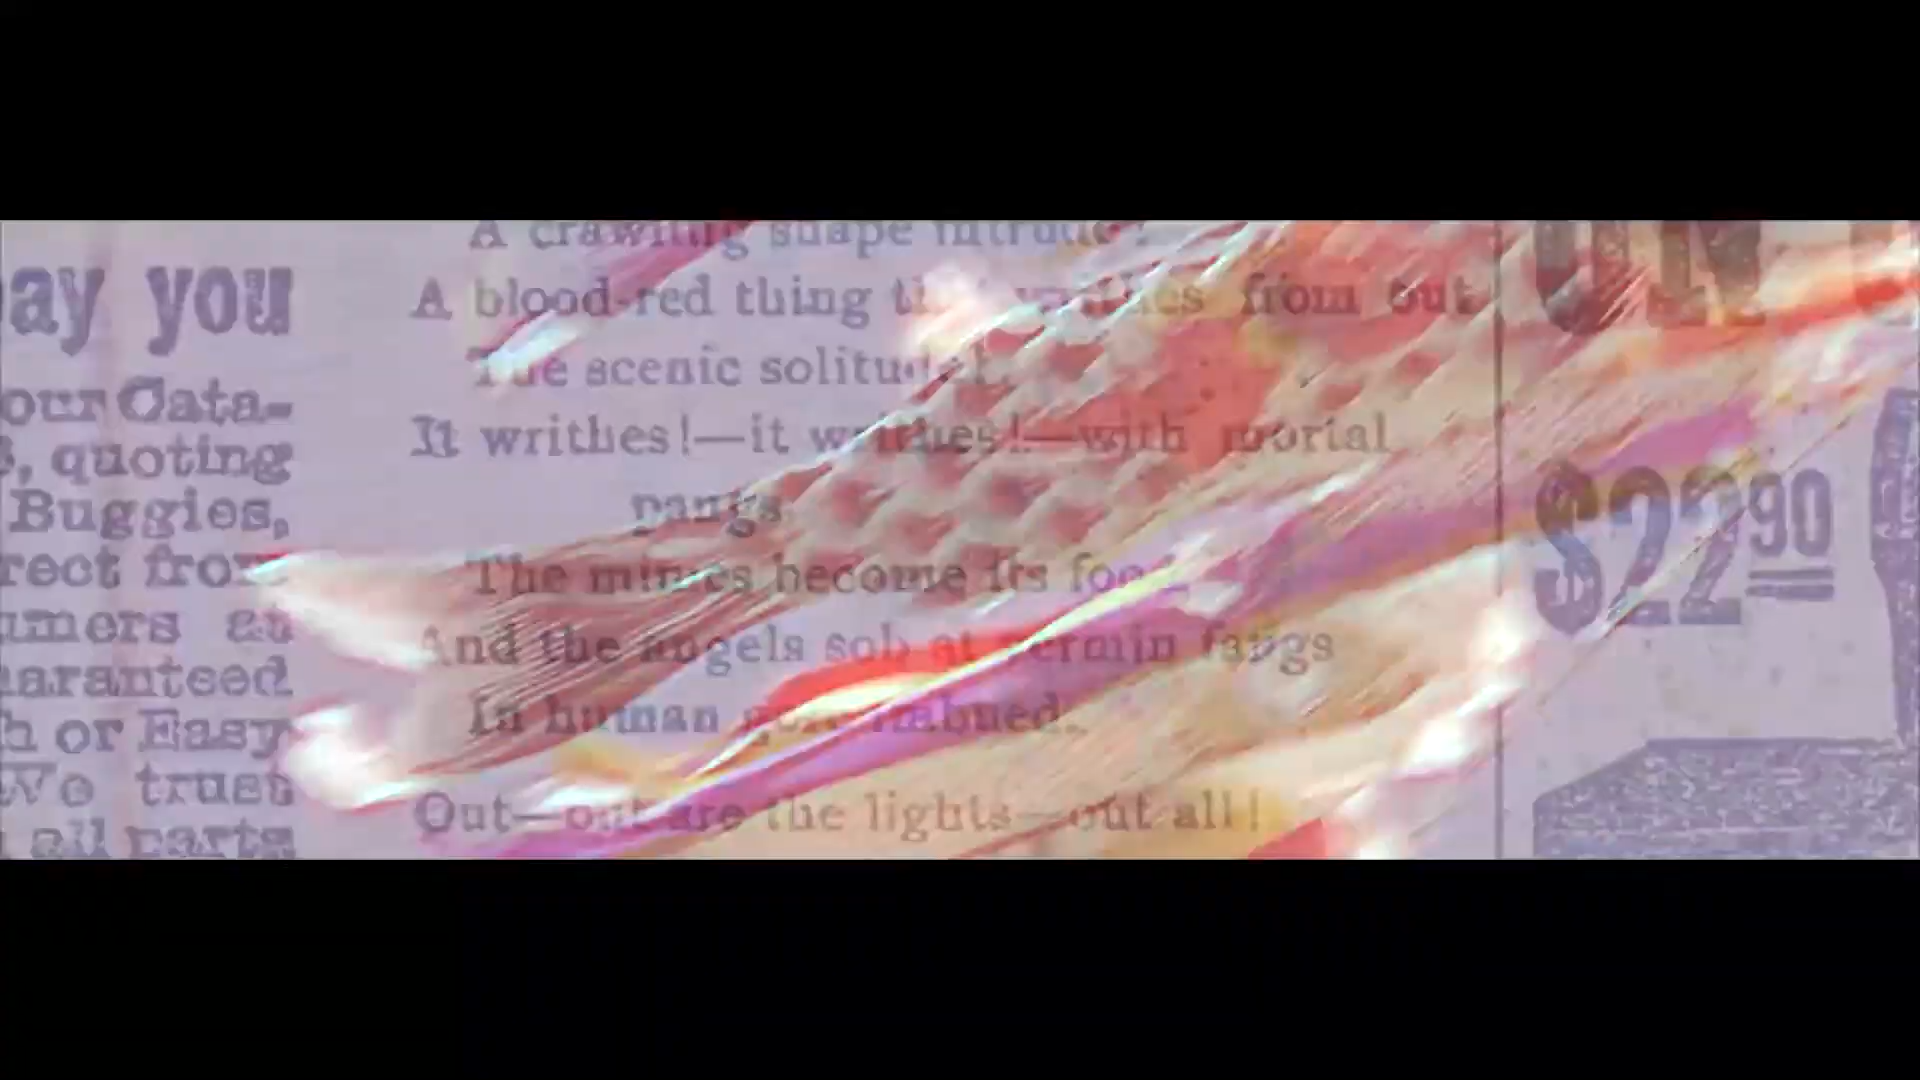 ay you
our Cata-
s, quoting
Buggies,
rect from
umers at
uaranteed
h or Easy
We trust
all parts
A crawling shape intrude!
A blood-red thing that writhes from out
The scenic solitude!
It writhes!—it writhes!—with mortal
pangs
The mimes become its food
And the angels sob at vermin fangs
In human gore imbued.
Out—out are the lights—out all!
$22.90